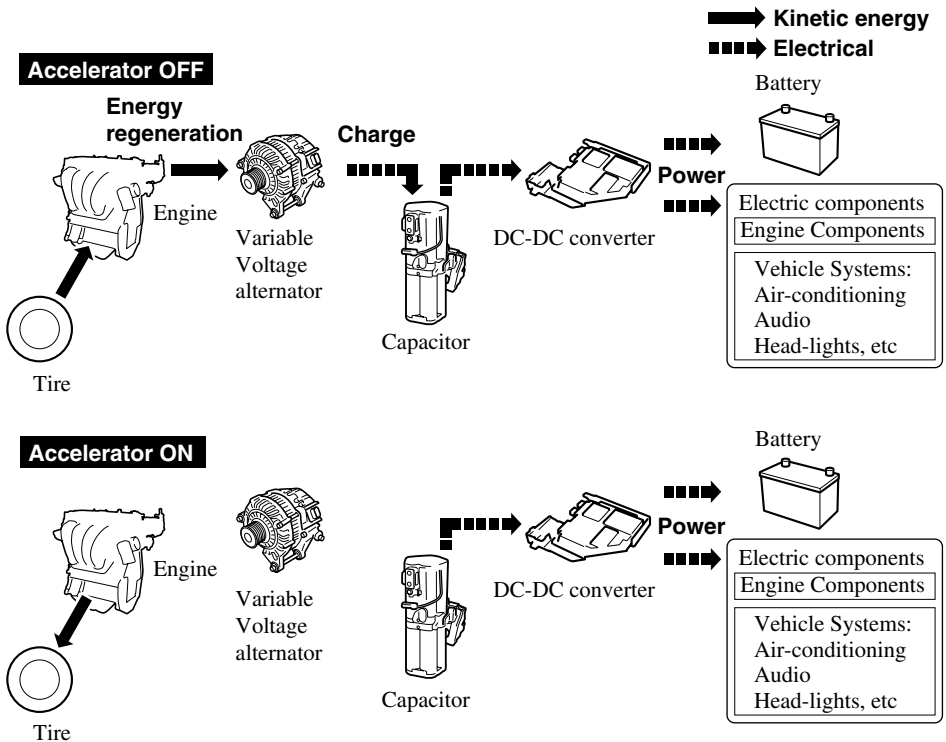 Kinetic energy
Electrical
Accelerator OFF
Energy
regeneration
Charge
Battery
Power
Engine
Variable
Voltage
alternator
DC-DC converter
Electric components
Engine Components
Vehicle Systems:
Air-conditioning
Audio
Head-lights, etc
Capacitor
Tire
Accelerator ON
Battery
Power
Engine
Variable
Voltage
alternator
DC-DC converter
Electric components
Engine Components
Vehicle Systems:
Air-conditioning
Audio
Head-lights, etc
Capacitor
Tire